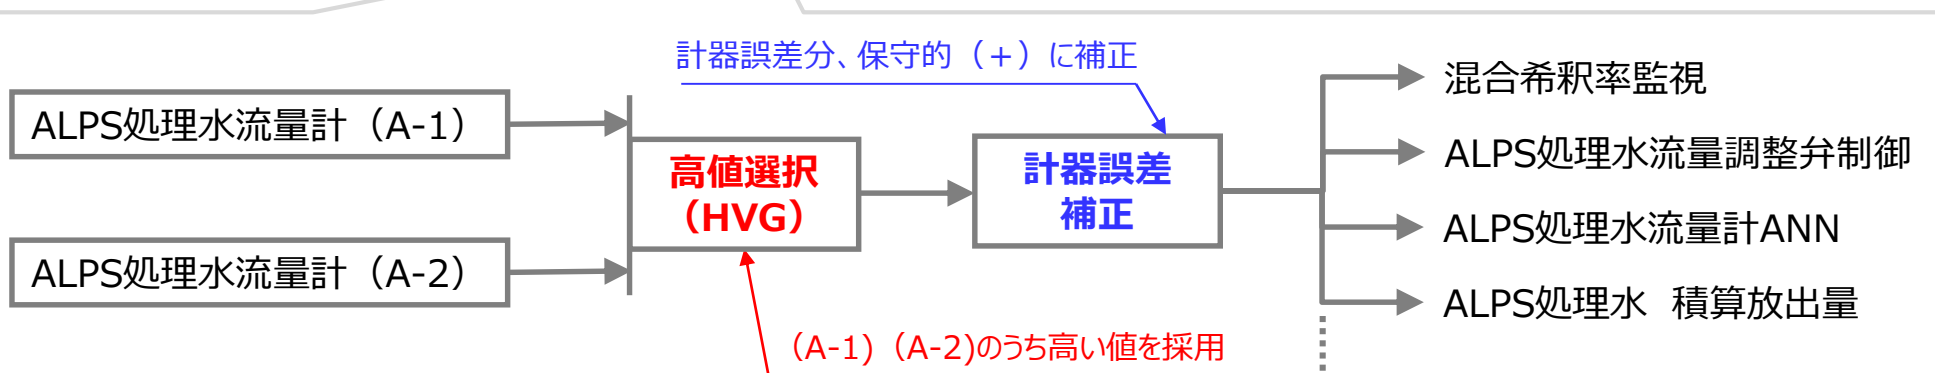 計器誤差分、保守的（+）に補正
ALPS処理水流量計（A-1）
ALPS処理水流量計（A-2）
高値選択
（HVG）
計器誤差
補正
混合希釈率監視
ALPS処理水流量調整弁制御
ALPS処理水流量計ANN
ALPS処理水　積算放出量
（A-1）（A-2)のうち高い値を採用